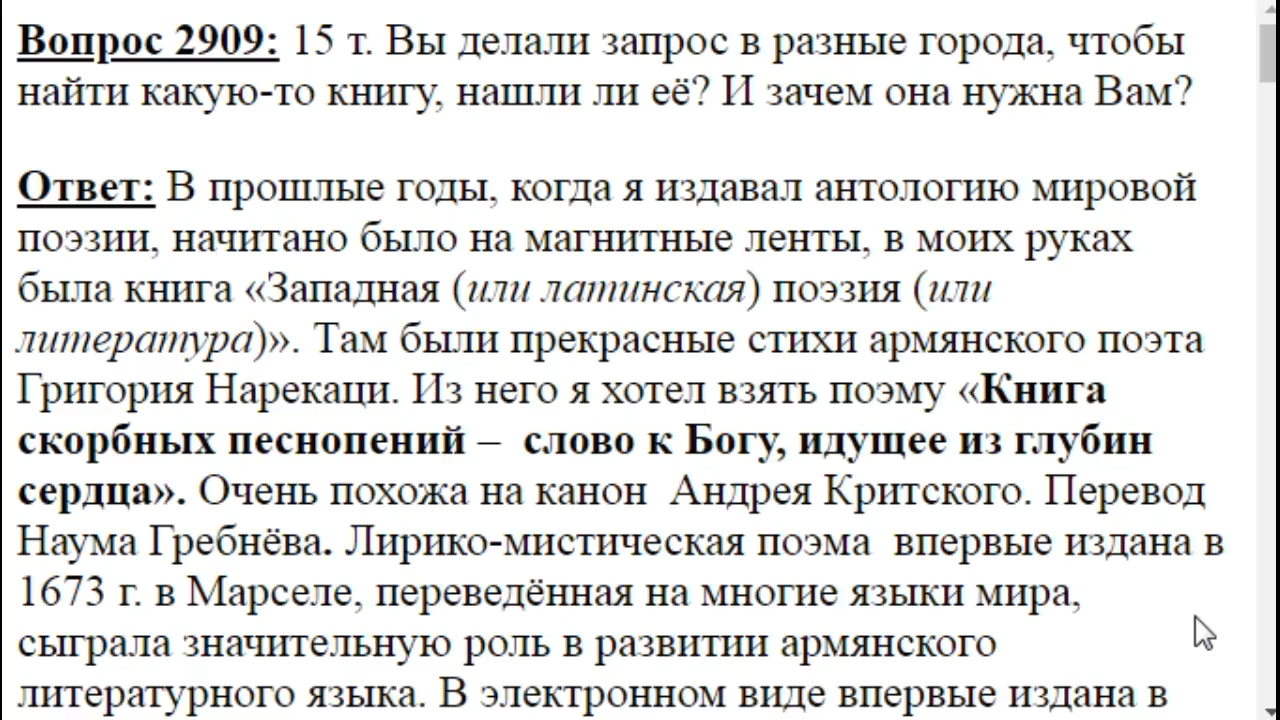 Вопрос 2909: 15 т. Вы делали запрос в разные города, чтобы
найти какую-то книгу, нашли ли её? И зачем она нужна Вам?
Ответ: В прошлые годы, когда я издавал антологию мировой
поэзии, начитано было на магнитные ленты, в моих руках
была книга «Западная (или латинская) поэзия (или
литература)». Там были прекрасные стихи армянского поэта
Григория Нарекаци. Из него я хотел взять поэму «Книга
скорбных песнопений – слово к Богу, идущее из глубин
сердца». Очень похожа на канон Андрея Критского. Перевод
Наума Гребнёва. Лирико-мистическая поэма впервые издана в
1673 г. в Марселе, переведённая на многие языки мира,
сыграла значительную роль в развитии армянского
литературного языка. В электронном виде впервые издана в